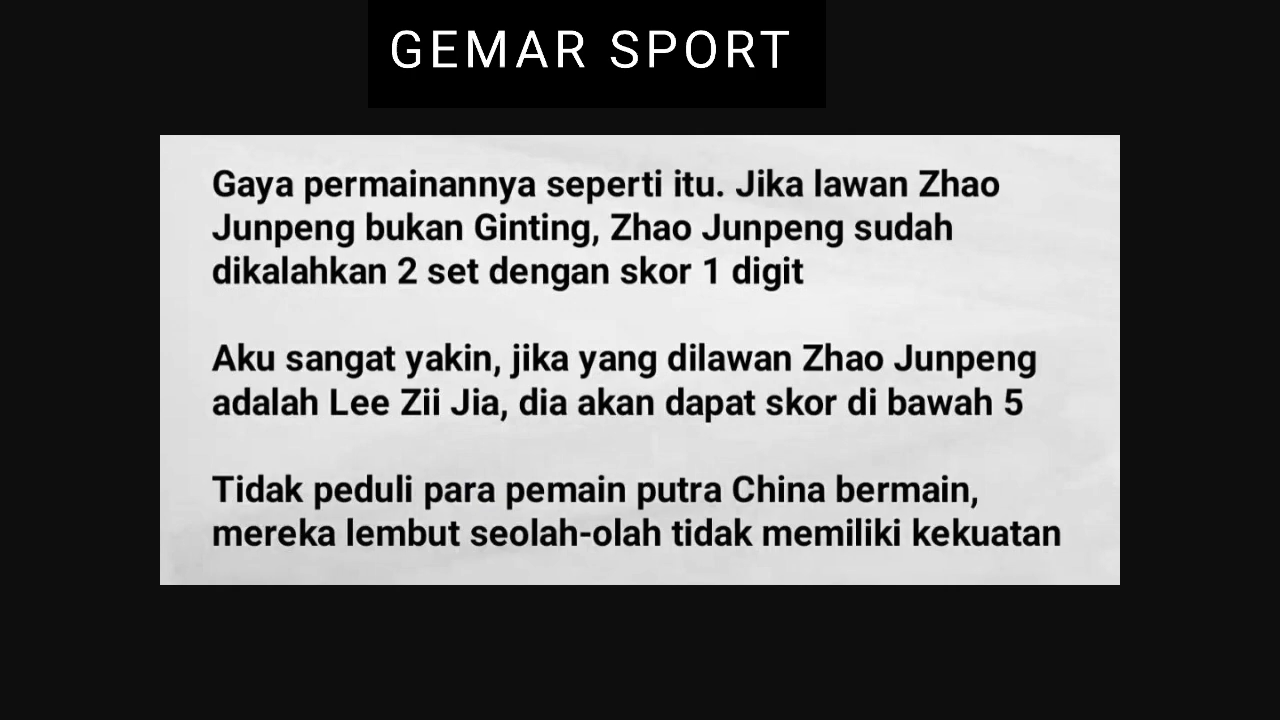 GEMAR SPORT
Gaya permainannya seperti itu. Jika lawan Zhao
Junpeng bukan Ginting, Zhao Junpeng sudah
dikalahkan 2 set dengan skor 1 digit
Aku sangat yakin, jika yang dilawan Zhao Junpeng
adalah Lee Zii Jia, dia akan dapat skor di bawah 5
Tidak peduli para pemain putra China bermain,
mereka lembut seolah-olah tidak memiliki kekuatan